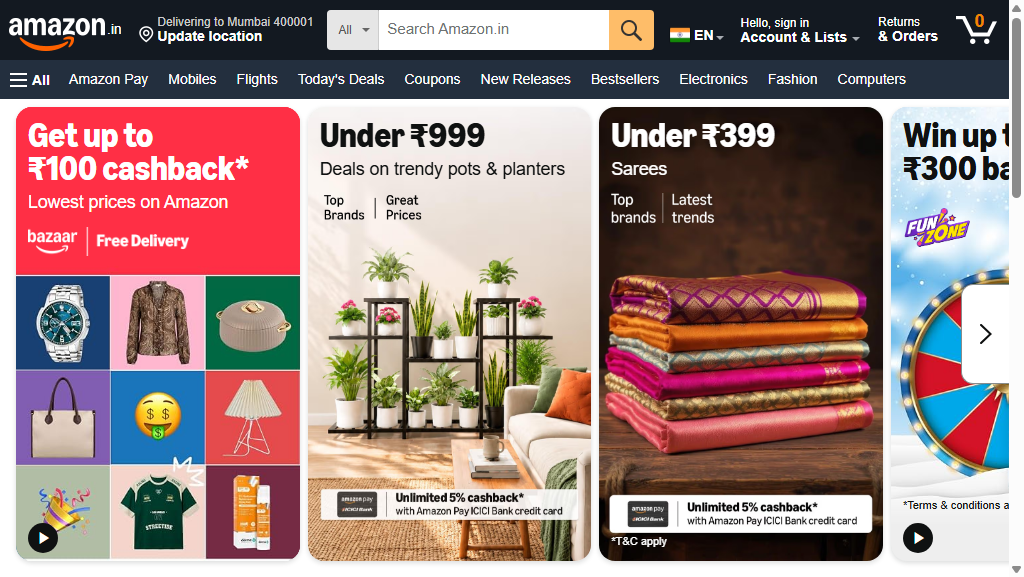 amazon.in
Delivering to Mumbai 400001
Update location
All
Search Amazon.in
EN
Hello, sign in
Account & Lists
Returns
& Orders
0
All
Amazon Pay
Mobiles
Flights
Today's Deals
Coupons
New Releases
Bestsellers
Electronics
Fashion
Computers
Get up to
₹100 cashback*
Lowest prices on Amazon
bazaar
Free Delivery
STREETISE
Under ₹999
Deals on trendy pots & planters
Top
Brands
Great
Prices
amazon pay
ICICI Bank
Unlimited 5% cashback*
with Amazon Pay ICICI Bank credit card
Under ₹399
Sarees
Top
brands
Latest
trends
amazon pay
ICICI Bank
Unlimited 5% cashback*
with Amazon Pay ICICI Bank credit card
*T&C apply
Win up t
₹300 ba
FUN
ZONE
*Terms & conditions a